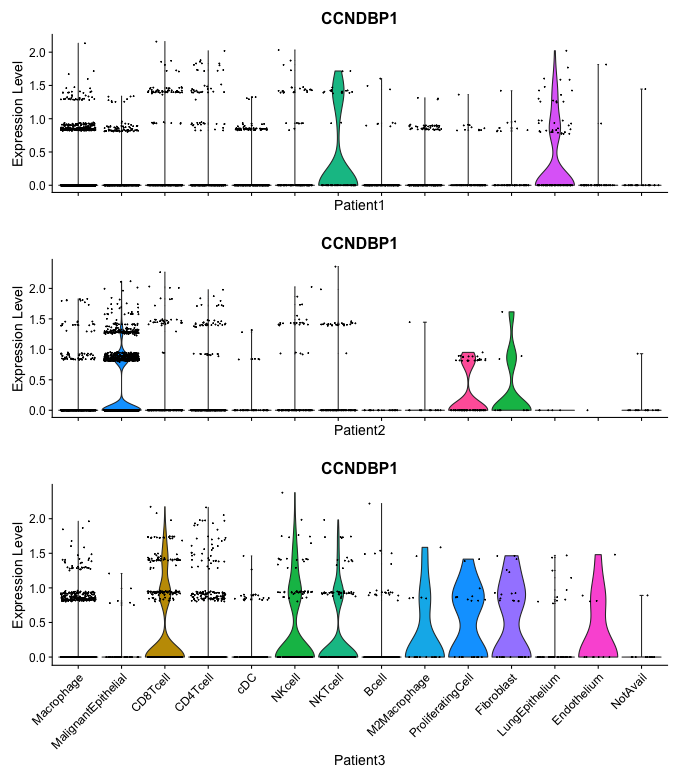 CCNDBP1
Expression Level
2.0
1.5
1.0
0.5
0.0
Patient1
CCNDBP1
Expression Level
2.0
1.5
1.0
0.5
0.0
Patient2
CCNDBP1
Expression Level
2.0
1.5
1.0
0.5
0.0
Macrophage
MalignantEpithelial
CD8Tcell
CD4Tcell
cDC
NKcell
NKTcell
Bcell
M2Macrophage
ProliferatingCell
Fibroblast
LungEpithelium
Endothelium
NotAvail
Patient3